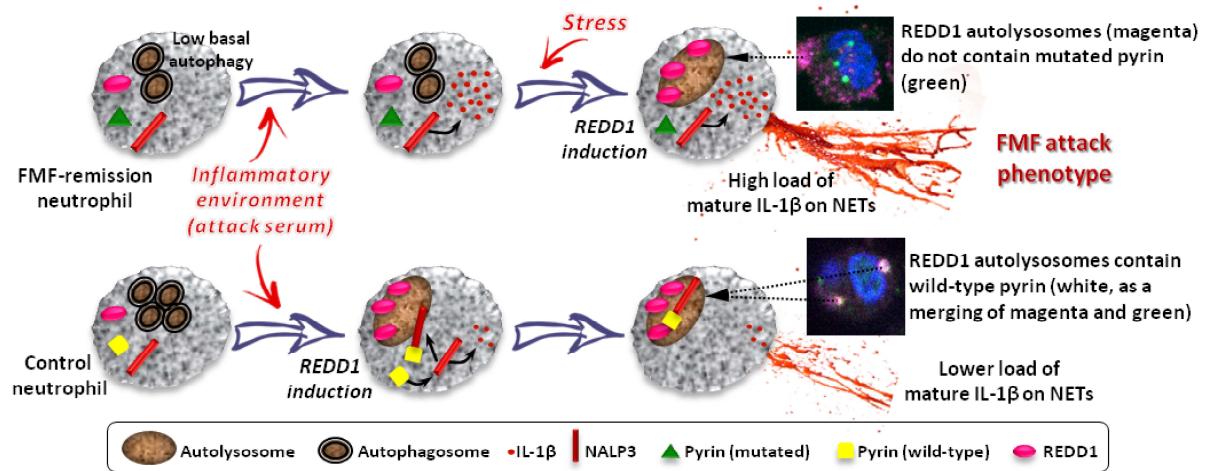 Low basal
autophagy
Stress
REDD1
induction
REDD1 autolysosomes (magenta)
do not contain mutated pyrin
(green)
FMF-remission
neutrophil
Inflammatory
environment
(attack serum)
High load of
mature IL-1β on NETs
FMF attack
phenotype
Control
neutrophil
REDD1
induction
REDD1 autolysosomes contain
wild-type pyrin (white, as a
merging of magenta and green)
Lower load of
mature IL-1β on NETs
Autolysosome
Autophagosome
IL-1β
NALP3
Pyrin (mutated)
Pyrin (wild-type)
REDD1